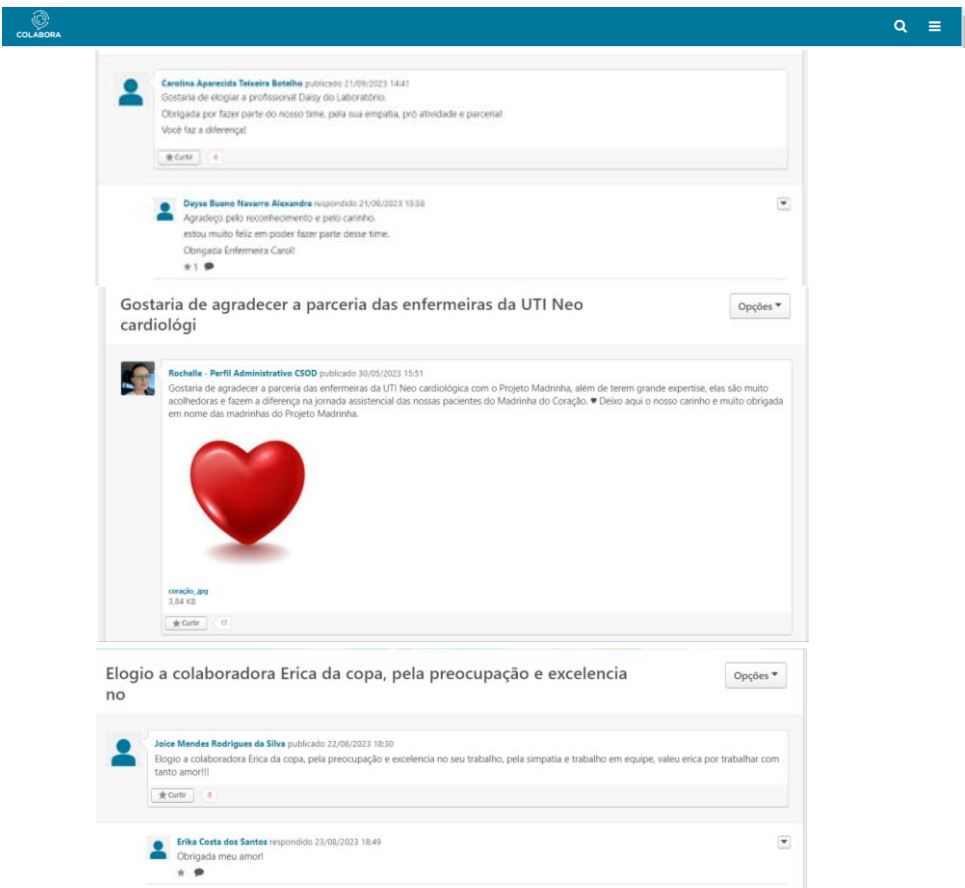 COLABORA
Carolina Aparecida Teixeira Botelho publicado 21/09/2023 14:41
Gostaria de elogiar a profissional Daisy do Laboratório.
Obrigada por fazer parte do nosso time, pela sua empatia, pró atividade e parceria!
Você faz a diferença!
Curtir
Dayse Bueno Navarro Alexandre respondido 21/09/2023 15:58
Agradeço pelo reconhecimento e pelo carinho.
estou muito feliz em poder fazer parte desse time.
Obrigada Enfermeira Carol!
1
Gostaria de agradecer a parceria das enfermeiras da UTI Neo
cardiológi
Opções
Rochelle - Perfil Administrativo CSOD publicado 30/05/2023 15:51
Gostaria de agradecer a parceria das enfermeiras da UTI Neo cardiológica com o Projeto Madrinha, além de terem grande expertise, elas são muito
acolhedoras e fazem a diferença na jornada assistencial das nossas pacientes do Madrinha do Coração. ♥ Deixo aqui o nosso carinho e muito obrigada
em nome das madrinhas do Projeto Madrinha.
coração_.jpg
3,84 KB
Curtir 17
Elogio a colaboradora Erica da copa, pela preocupação e excelencia
no
Opções
Joice Mendes Rodrigues da Silva publicado 22/08/2023 18:30
Elogio a colaboradora Erica da copa, pela preocupação e excelencia no seu trabalho, pela simpatia e trabalho em equipe, valeu erica por trabalhar com
tanto amor!!!
Curtir 8
Erika Costa dos Santos respondido 23/08/2023 18:49
Obrigada meu amor!